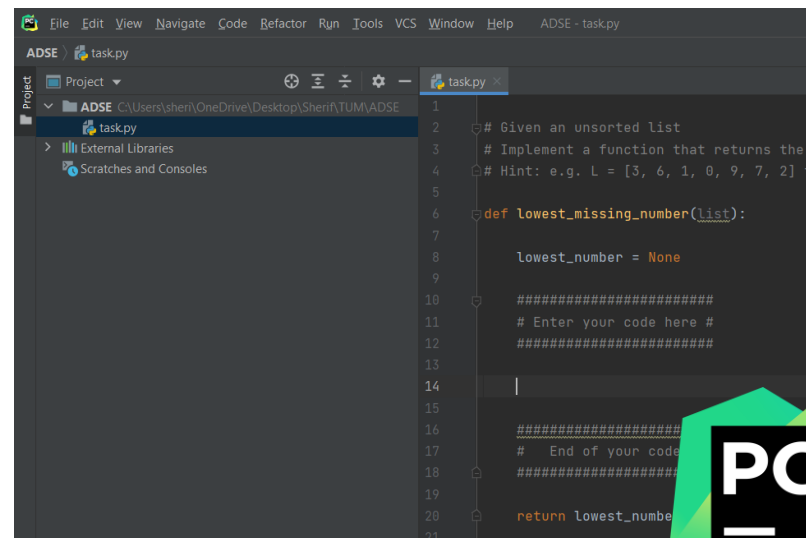 PC File Edit View Navigate Code Refactor Run Tools VCS Window Help ADSE - task.py
ADSE task.py
Project
Project task.py
ADSE C:\Users\sheri\OneDrive\Desktop\Sherif\TUM\ADSE
task.py
External Libraries
Scratches and Consoles
1
2 # Given an unsorted list
3 # Implement a function that returns the
4 # Hint: e.g. L = [3, 6, 1, 0, 9, 7, 2]
5
6 def lowest_missing_number(list):
7
8 lowest_number = None
9
10 ########################
11 # Enter your code here #
12 ########################
13
14
15
16 ####################
17 # End of your code
18 ####################
19
20 return lowest_numbe
21
PC